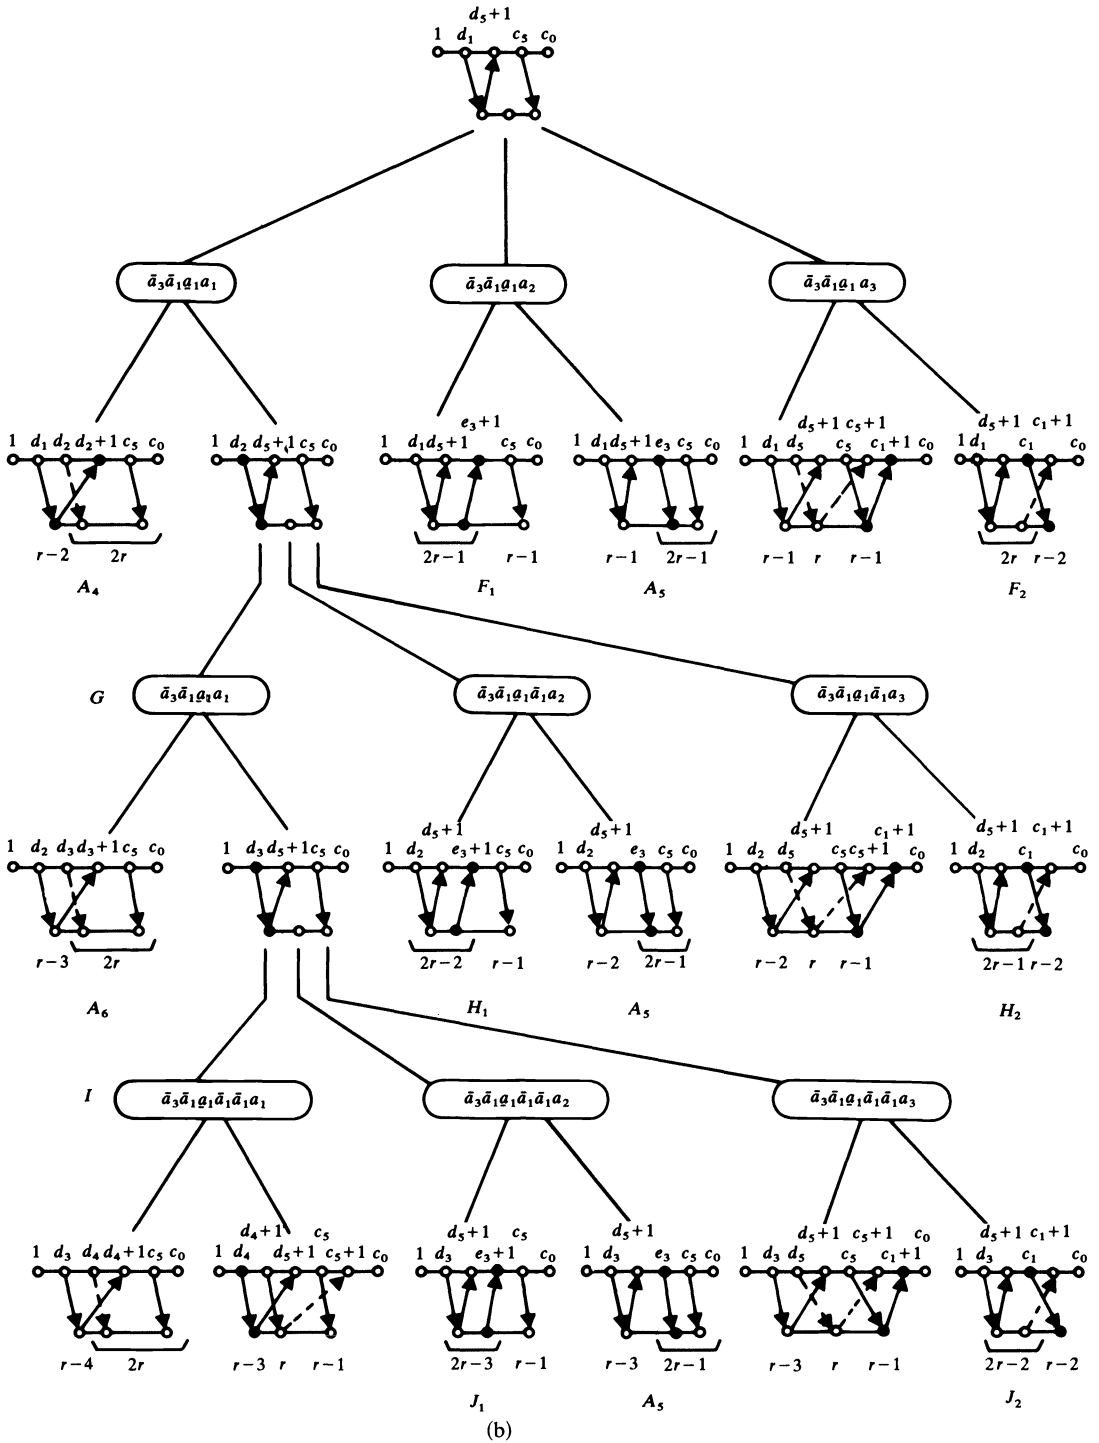 d₅+1
1 d₁ c₅ c₀
ā₃ā₁a̲₁a₁ ā₃ā₁a̲₁a₂ ā₃ā₁a̲₁ a₃
e₃+1 d₅+1 c₅+1 d₅+1 c₁+1
1 d₁ d₂ d₂+1 c₅ c₀ 1 d₂ d₅+1 c₅ c₀ 1 d₁ d₅+1 c₅ c₀ 1 d₁ d₅+1 e₃ c₅ c₀ 1 d₁ d₅ c₅ c₁+1 c₀ 1 d₁ c₁ c₀
r−2 2r 2r−1 r−1 r−1 2r−1 r−1 r r−1 2r r−2
A₄ F₁ A₅ F₂
G ā₃ā₁a̲₁a₁ ā₃ā₁a̲₁ā₁a₂ ā₃ā₁a̲₁ā₁a₃
d₅+1 d₅+1 d₅+1 c₁+1 d₅+1 c₁+1
1 d₂ d₃ d₃+1 c₅ c₀ 1 d₃ d₅+1 c₅ c₀ 1 d₂ e₃+1 c₅ c₀ 1 d₂ e₃ c₅ c₀ 1 d₂ d₅ c₅ c₅+1 c₀ 1 d₂ c₁ c₀
r−3 2r 2r−2 r−1 r−2 2r−1 r−2 r r−1 2r−1 r−2
A₆ H₁ A₅ H₂
I ā₃ā₁a̲₁ā₁ā₁a₁ ā₃ā₁a̲₁ā₁ā₁a₂ ā₃ā₁a̲₁ā₁ā₁a₃
d₄+1 c₅ d₅+1 c₅ d₅+1 d₅+1 c₅+1 d₅+1 c₁+1
1 d₃ d₄ d₄+1 c₅ c₀ 1 d₄ d₅+1 c₅+1 c₀ 1 d₃ e₃+1 c₀ 1 d₃ e₃ c₅ c₀ 1 d₃ d₅ c₅ c₁+1 c₀ 1 d₃ c₁ c₀
r−4 2r r−3 r r−1 2r−3 r−1 r−3 2r−1 r−3 r r−1 2r−2 r−2
J₁ A₅ J₂
(b)